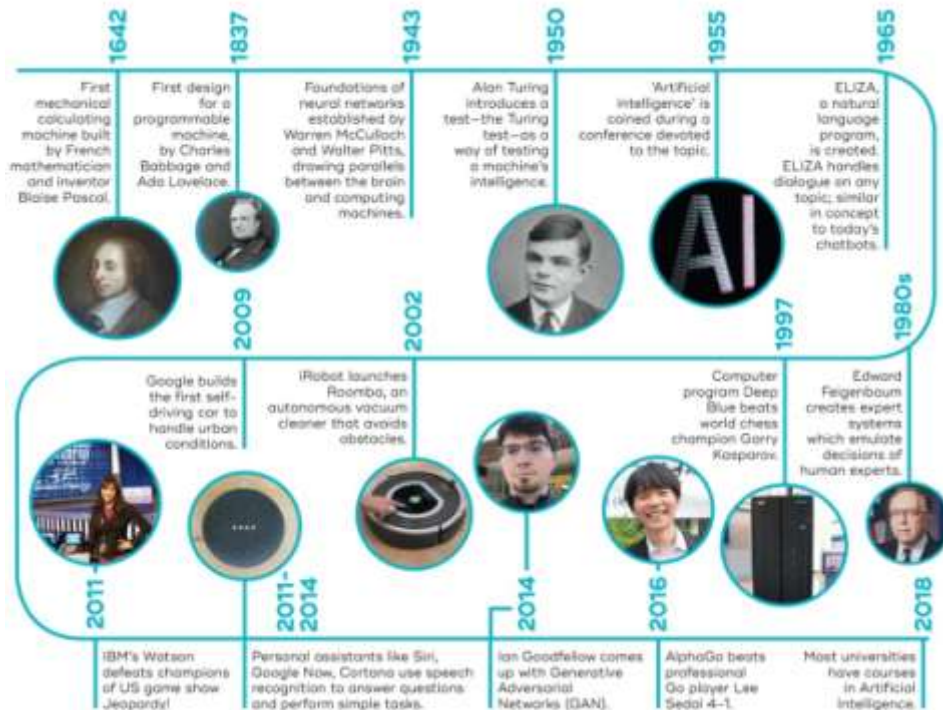 1642
First
mechanical
calculating
machine built
by French
mathematician
and inventor
Blaise Pascal.
1837
First design
for a
programmable
machine,
by Charles
Babbage and
Ada Lovelace.
1943
Foundations of
neural networks
established by
Warren McCulloch
and Walter Pitts,
drawing parallels
between the brain
and computing
machines.
1950
Alan Turing
introduces a
test—the Turing
test—as a
way of testing
a machine's
intelligence.
1955
'Artificial
Intelligence' is
coined during a
conference devoted
to the topic.
AI
1965
ELIZA,
a natural
language
program,
is created.
ELIZA handles
dialogue on any
topic; similar
in concept
to today's
chatbots.
1980s
Edward
Feigenbaum
creates expert
systems
which emulate
decisions of
human experts.
1997
Computer
program Deep
Blue beats
world chess
champion Garry
Kasparov.
2002
iRobot launches
Roomba, an
autonomous vacuum
cleaner that avoids
obstacles.
2009
Google builds
the first self-
driving car to
handle urban
conditions.
2011
IBM's Watson
defeats champions
of US game show
Jeopardy!
2011-
2014
Personal assistants like Siri,
Google Now, Cortana use speech
recognition to answer questions
and perform simple tasks.
2014
Ian Goodfellow comes
up with Generative
Adversarial
Networks (GAN).
2016
AlphaGo beats
professional
Go player Lee
Sedol 4-1.
2018
Most universities
have courses
in Artificial
Intelligence.